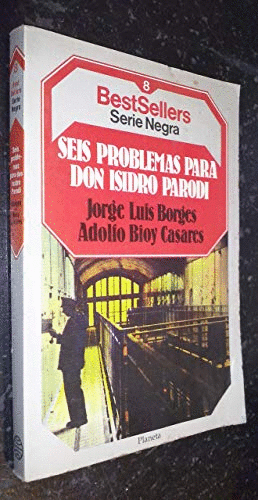 8
BestSellers
Serie Negra
SEIS PROBLEMAS PARA
DON ISIDRO PARODI
Jorge Luis Borges
Adolfo Bioy Casares
Planeta